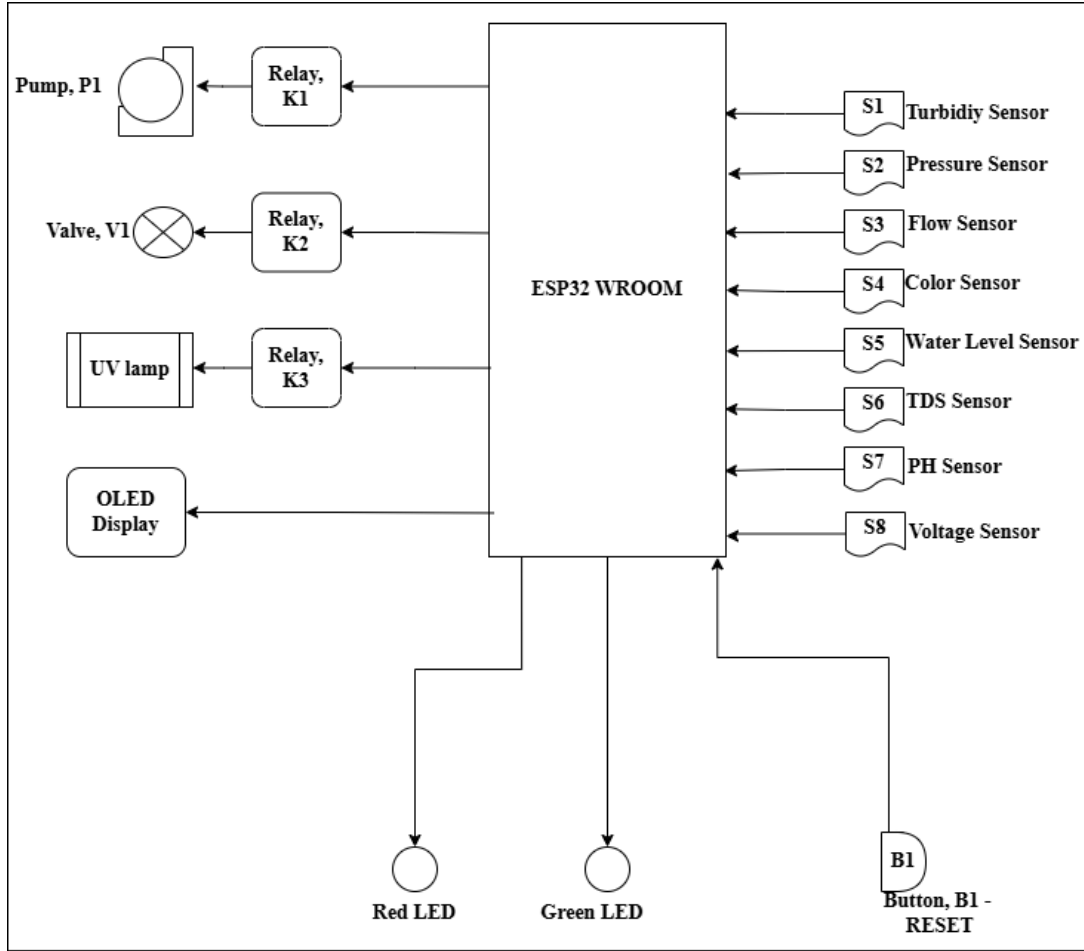 Pump, P1
Relay,
K1
Valve, V1
Relay,
K2
UV lamp
Relay,
K3
OLED
Display
ESP32 WROOM
S1
Turbidiy Sensor
S2
Pressure Sensor
S3
Flow Sensor
S4
Color Sensor
S5
Water Level Sensor
S6
TDS Sensor
S7
PH Sensor
S8
Voltage Sensor
Red LED
Green LED
B1
Button, B1 -
RESET